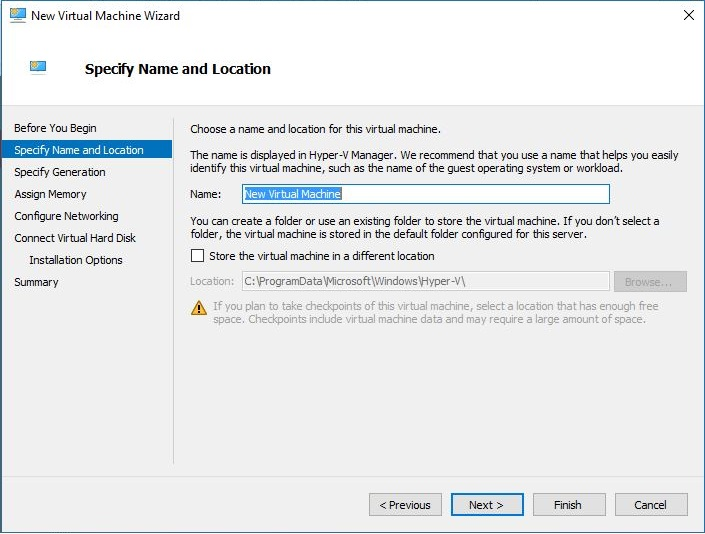 New Virtual Machine Wizard
Specify Name and Location
Before You Begin
Specify Name and Location
Specify Generation
Assign Memory
Configure Networking
Connect Virtual Hard Disk
Installation Options
Summary
Choose a name and location for this virtual machine.
The name is displayed in Hyper-V Manager. We recommend that you use a name that helps you easily
identify this virtual machine, such as the name of the guest operating system or workload.
Name: New Virtual Machine
You can create a folder or use an existing folder to store the virtual machine. If you don't select a
folder, the virtual machine is stored in the default folder configured for this server.
Store the virtual machine in a different location
Location: C:\ProgramData\Microsoft\Windows\Hyper-V\ Browse...
If you plan to take checkpoints of this virtual machine, select a location that has enough free
space. Checkpoints include virtual machine data and may require a large amount of space.
< Previous Next > Finish Cancel